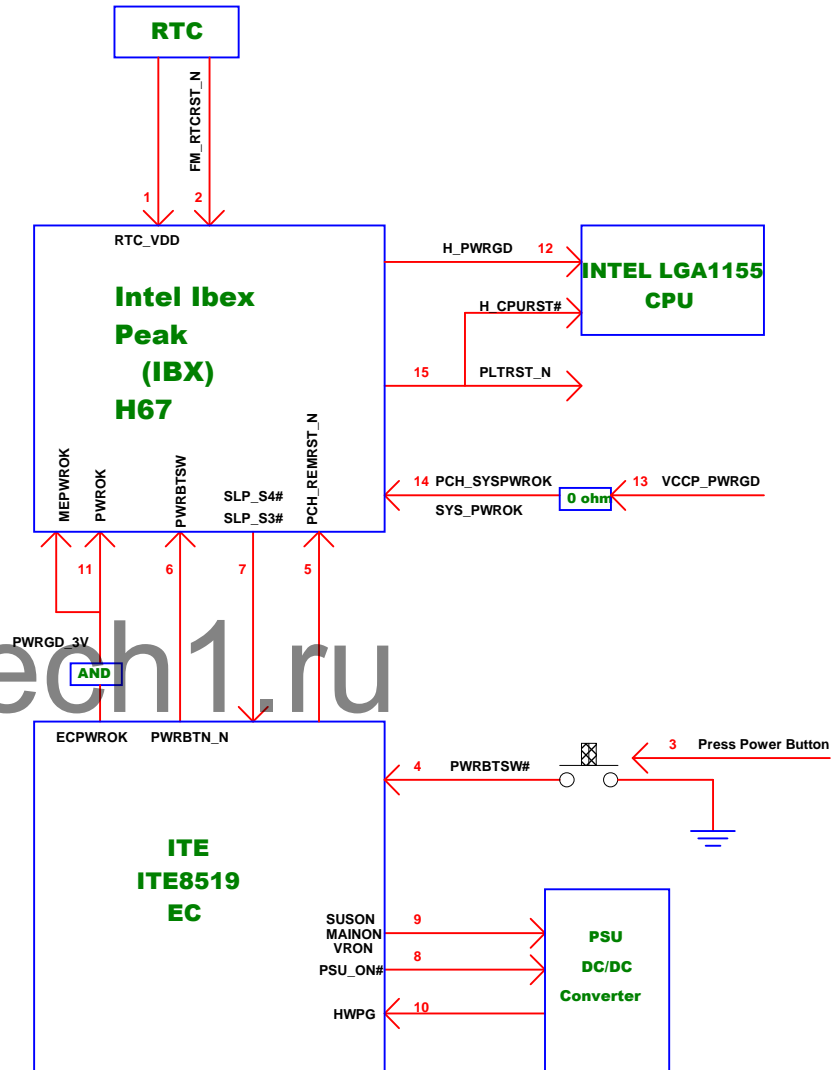 RTC
FM_RTCRST_N
1
2
RTC_VDD
Intel Ibex
Peak
(IBX)
H67
H_PWRGD
12
INTEL LGA1155
CPU
H_CPURST#
15
PLTRST_N
MEPWROK
PWROK
PWRBTSW
SLP_S4#
SLP_S3#
PCH_REMRST_N
14
PCH_SYSPWROK
SYS_PWROK
0 ohm
13
VCCP_PWRGD
11
6
7
5
PWRGD_3V
AND
ech1.ru
ECPWROK
PWRBTN_N
4
PWRBTSW#
3
Press Power Button
ITE
ITE8519
EC
SUSON
MAINON
VRON
9
8
PSU_ON#
HWPG
10
PSU
DC/DC
Converter